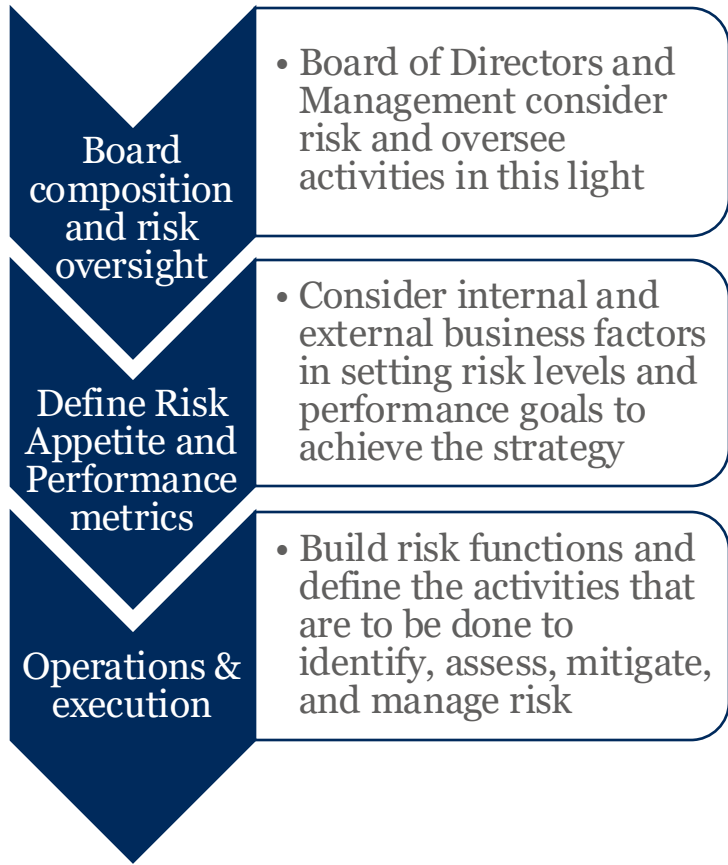 Board
composition
and risk
oversight
• Board of Directors and
Management consider
risk and oversee
activities in this light
Define Risk
Appetite and
Performance
metrics
• Consider internal and
external business factors
in setting risk levels and
performance goals to
achieve the strategy
Operations &
execution
• Build risk functions and
define the activities that
are to be done to
identify, assess, mitigate,
and manage risk